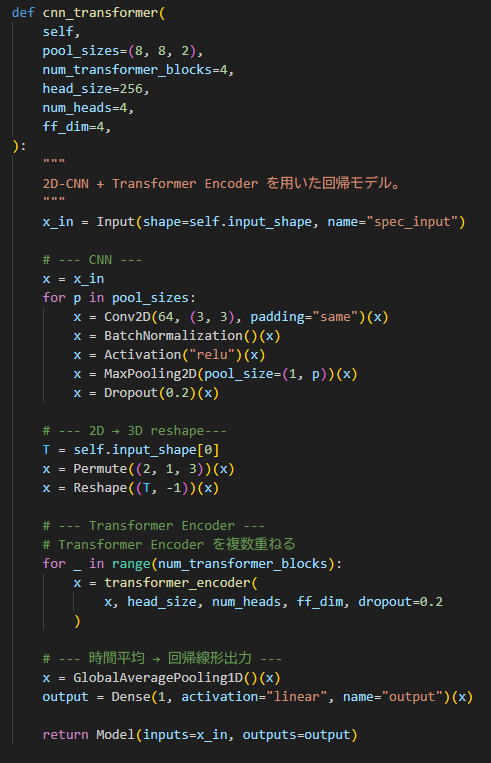 def cnn_transformer(
    self,
    pool_sizes=(8, 8, 2),
    num_transformer_blocks=4,
    head_size=256,
    num_heads=4,
    ff_dim=4,
):
    """
    2D-CNN + Transformer Encoder を用いた回帰モデル。
    """
    x_in = Input(shape=self.input_shape, name="spec_input")

    # --- CNN ---
    x = x_in
    for p in pool_sizes:
        x = Conv2D(64, (3, 3), padding="same")(x)
        x = BatchNormalization()(x)
        x = Activation("relu")(x)
        x = MaxPooling2D(pool_size=(1, p))(x)
        x = Dropout(0.2)(x)

    # --- 2D → 3D reshape---
    T = self.input_shape[0]
    x = Permute((2, 1, 3))(x)
    x = Reshape((T, -1))(x)

    # --- Transformer Encoder ---
    # Transformer Encoder を複数重ねる
    for _ in range(num_transformer_blocks):
        x = transformer_encoder(
            x, head_size, num_heads, ff_dim, dropout=0.2
        )

    # --- 時間平均 → 回帰線形出力 ---
    x = GlobalAveragePooling1D()(x)
    output = Dense(1, activation="linear", name="output")(x)

    return Model(inputs=x_in, outputs=output)